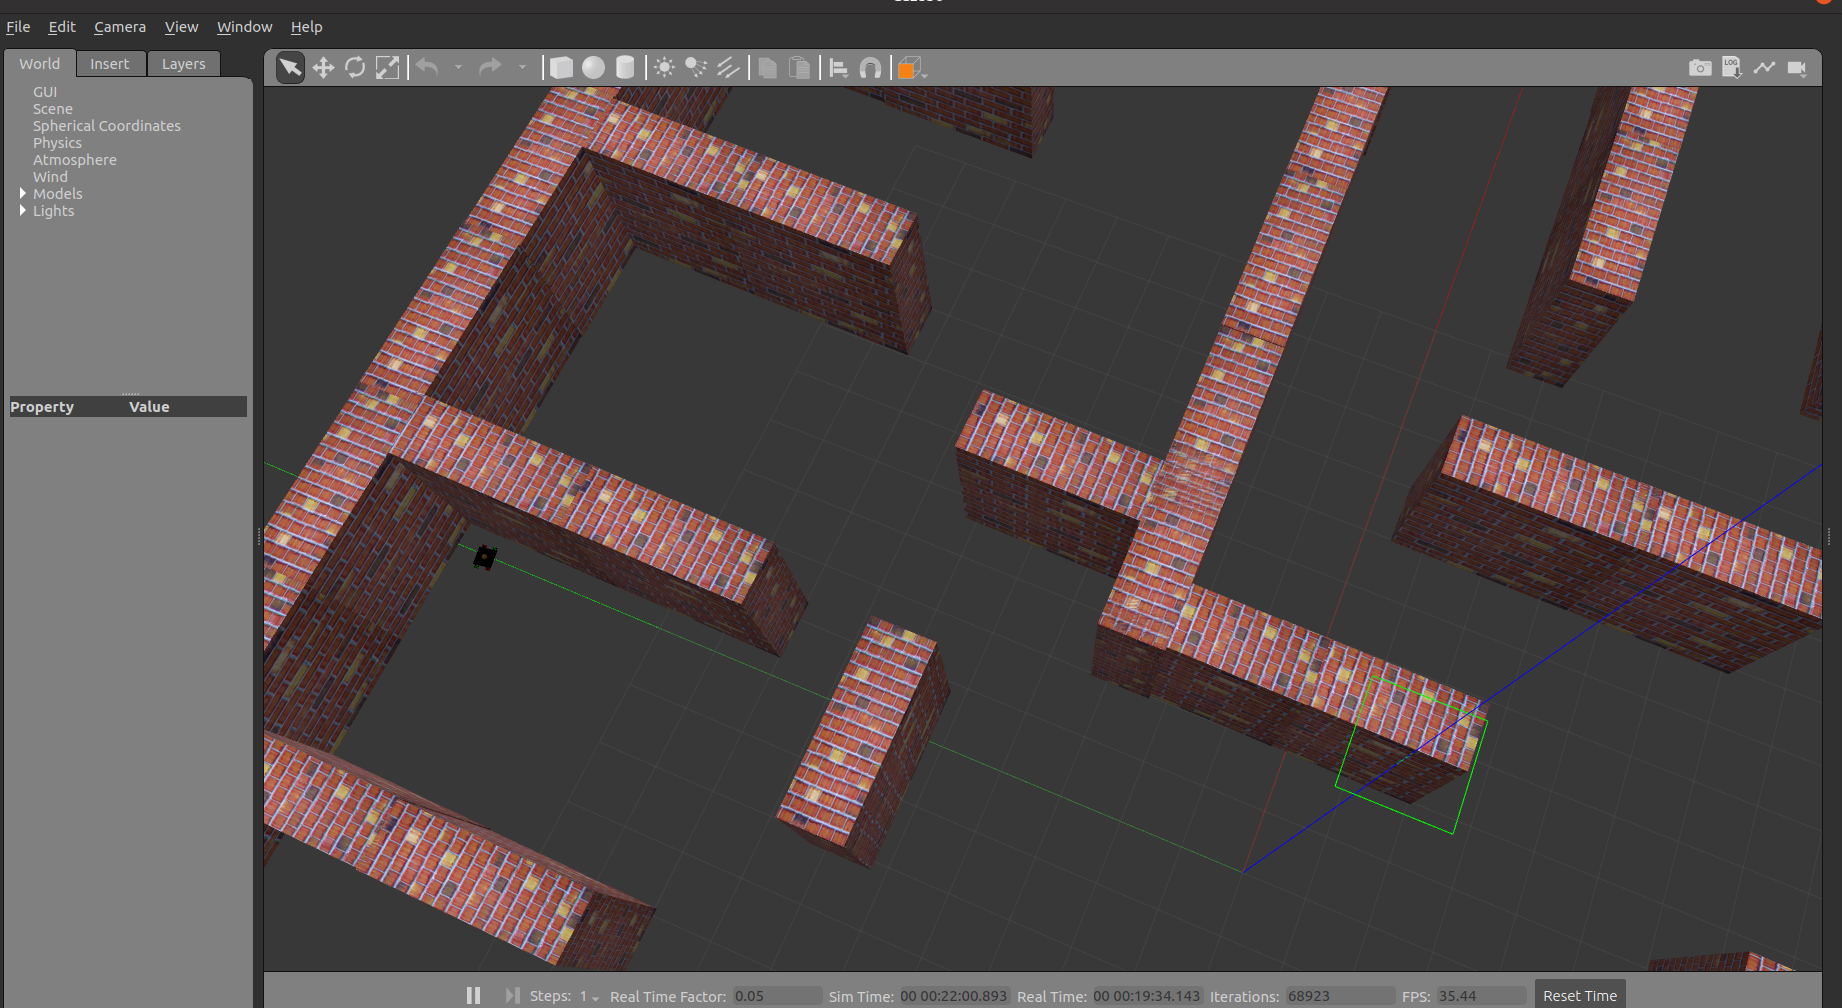 File Edit Camera View Window Help
World Insert Layers
LOG
GUI
Scene
Spherical Coordinates
Physics
Atmosphere
Wind
Models
Lights
Property Value
Steps: 1 Real Time Factor: 0.05 Sim Time: 00 00:22:00.893 Real Time: 00 00:19:34.143 Iterations: 68923 FPS: 35.44 Reset Time